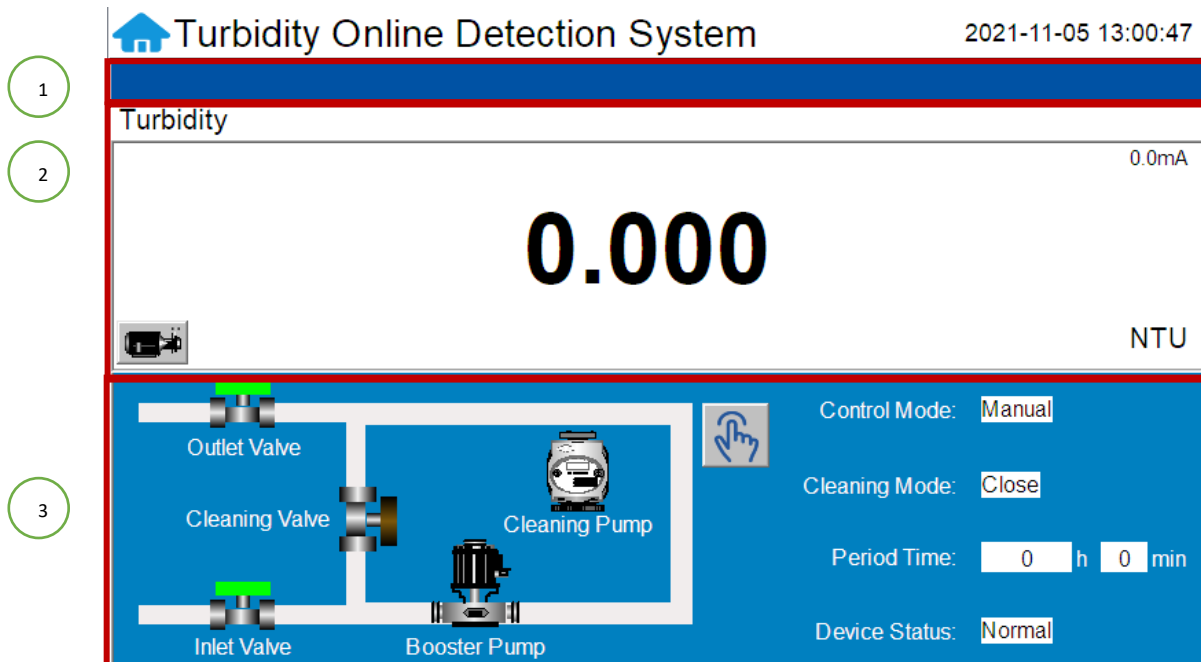 Turbidity Online Detection System
2021-11-05 13:00:47
1
Turbidity
2
0.0mA
0.000
NTU
Outlet Valve
Control Mode: Manual
Cleaning Mode: Close
3
Cleaning Valve
Cleaning Pump
Period Time: 0 h 0 min
Inlet Valve
Booster Pump
Device Status: Normal